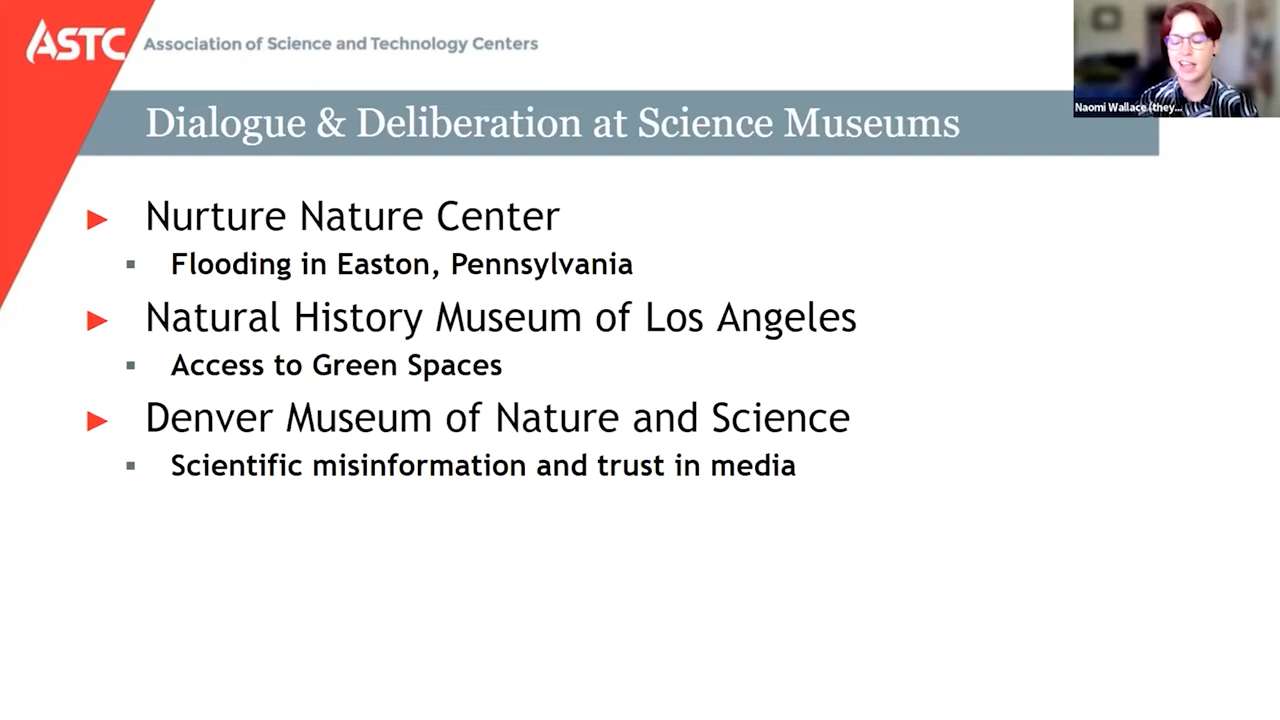 ASTC Association of Science and Technology Centers
Naomi Wallace (they...
Dialogue & Deliberation at Science Museums
► Nurture Nature Center
▪ Flooding in Easton, Pennsylvania
► Natural History Museum of Los Angeles
▪ Access to Green Spaces
► Denver Museum of Nature and Science
▪ Scientific misinformation and trust in media